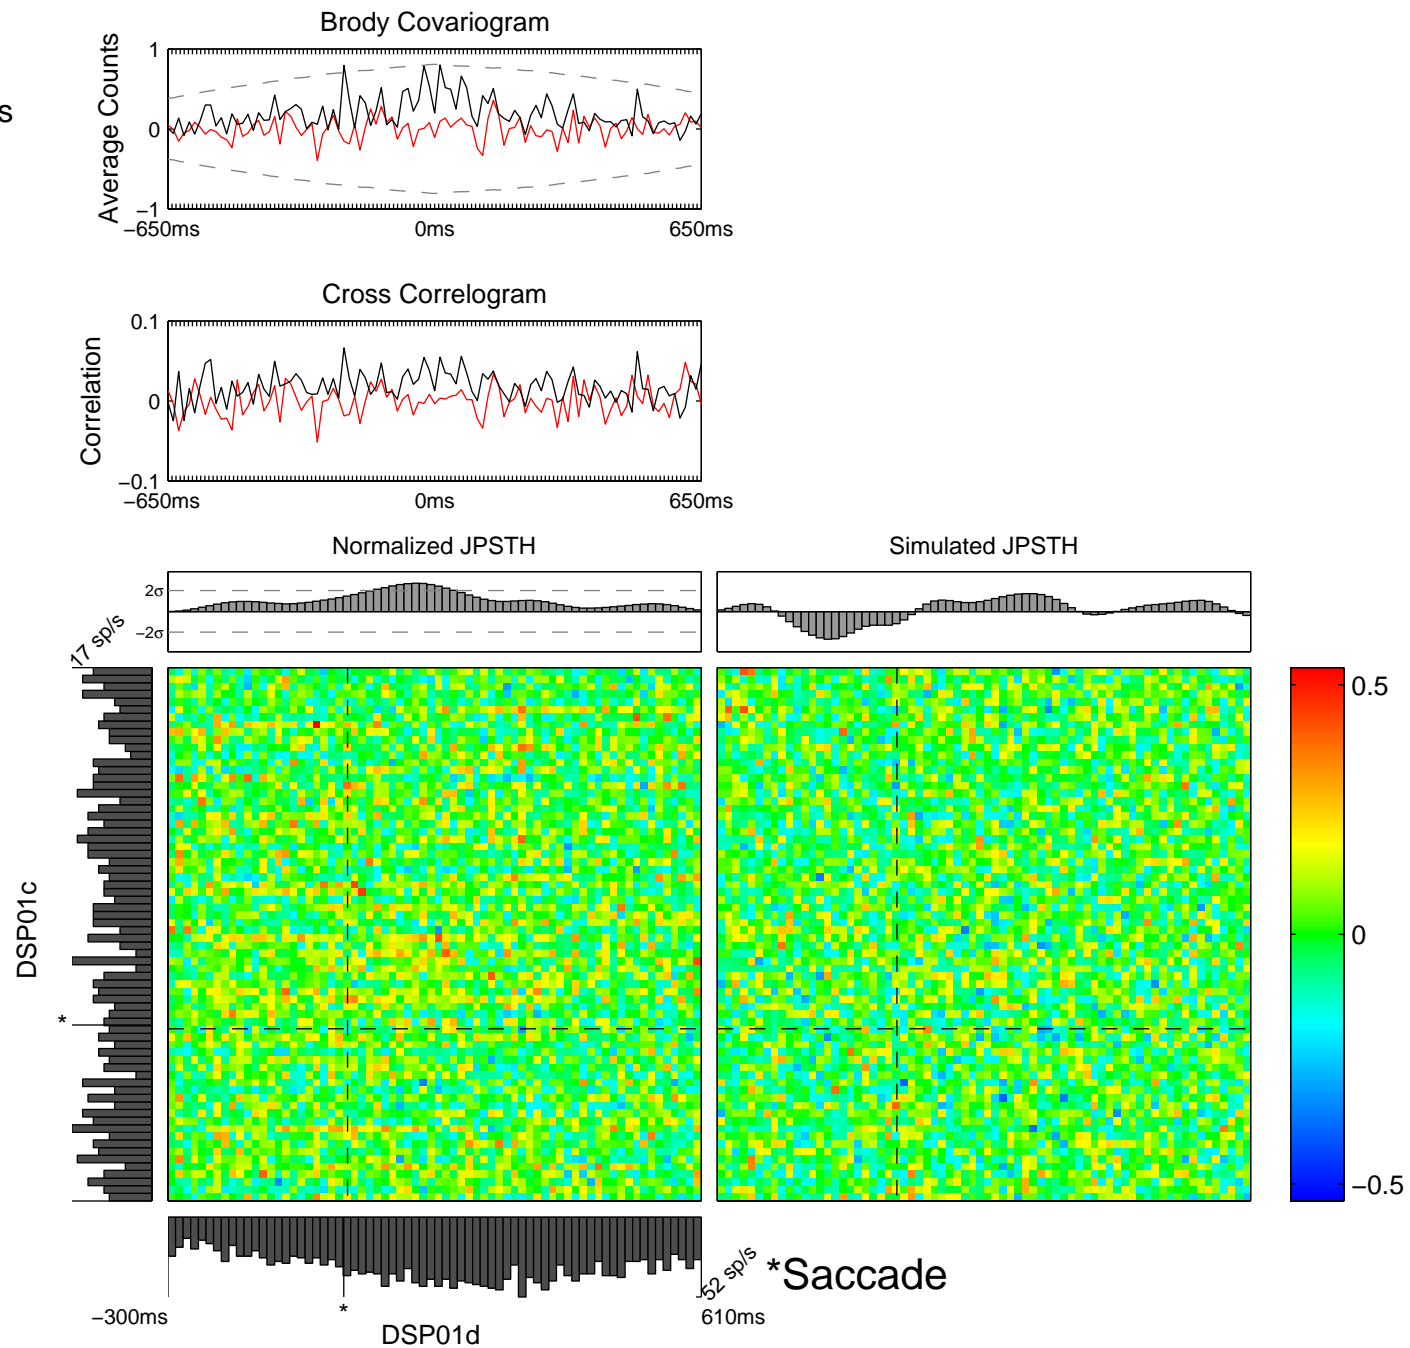 Brody Covariogram
s
Average Counts
1
0
−1
−650ms 0ms 650ms
Cross Correlogram
Correlation
0.1
0
−0.1
−650ms 0ms 650ms
Normalized JPSTH
Simulated JPSTH
2σ
−2σ
17 sp/s
DSP01c
*
0.5
0
−0.5
52 sp/s
*Saccade
*
−300ms
610ms
DSP01d